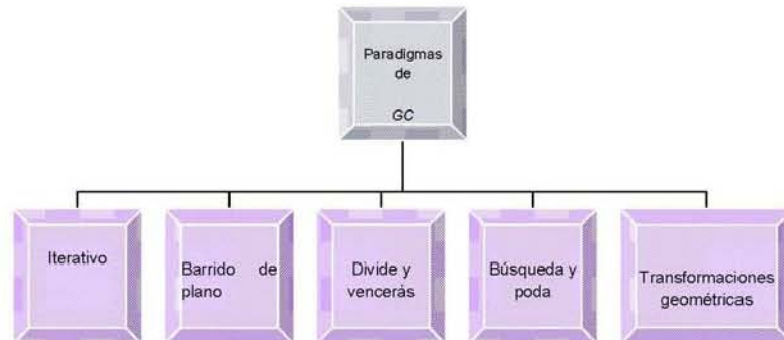 Paradigmas
de
GC
Iterativo
Barrido de
plano
Divide y
vencerás
Búsqueda y
poda
Transformaciones
geométricas